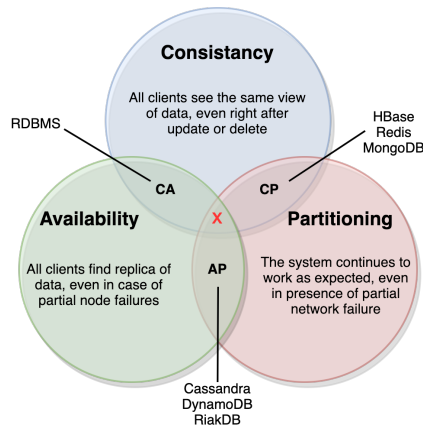 Consistancy
All clients see the same view
of data, even right after
update or delete
RDBMS
HBase
Redis
MongoDB
CA
CP
Availability
X
Partitioning
All clients find replica of
data, even in case of
partial node failures
AP
The system continues to
work as expected, even
in presence of partial
network failure
Cassandra
DynamoDB
RiakDB